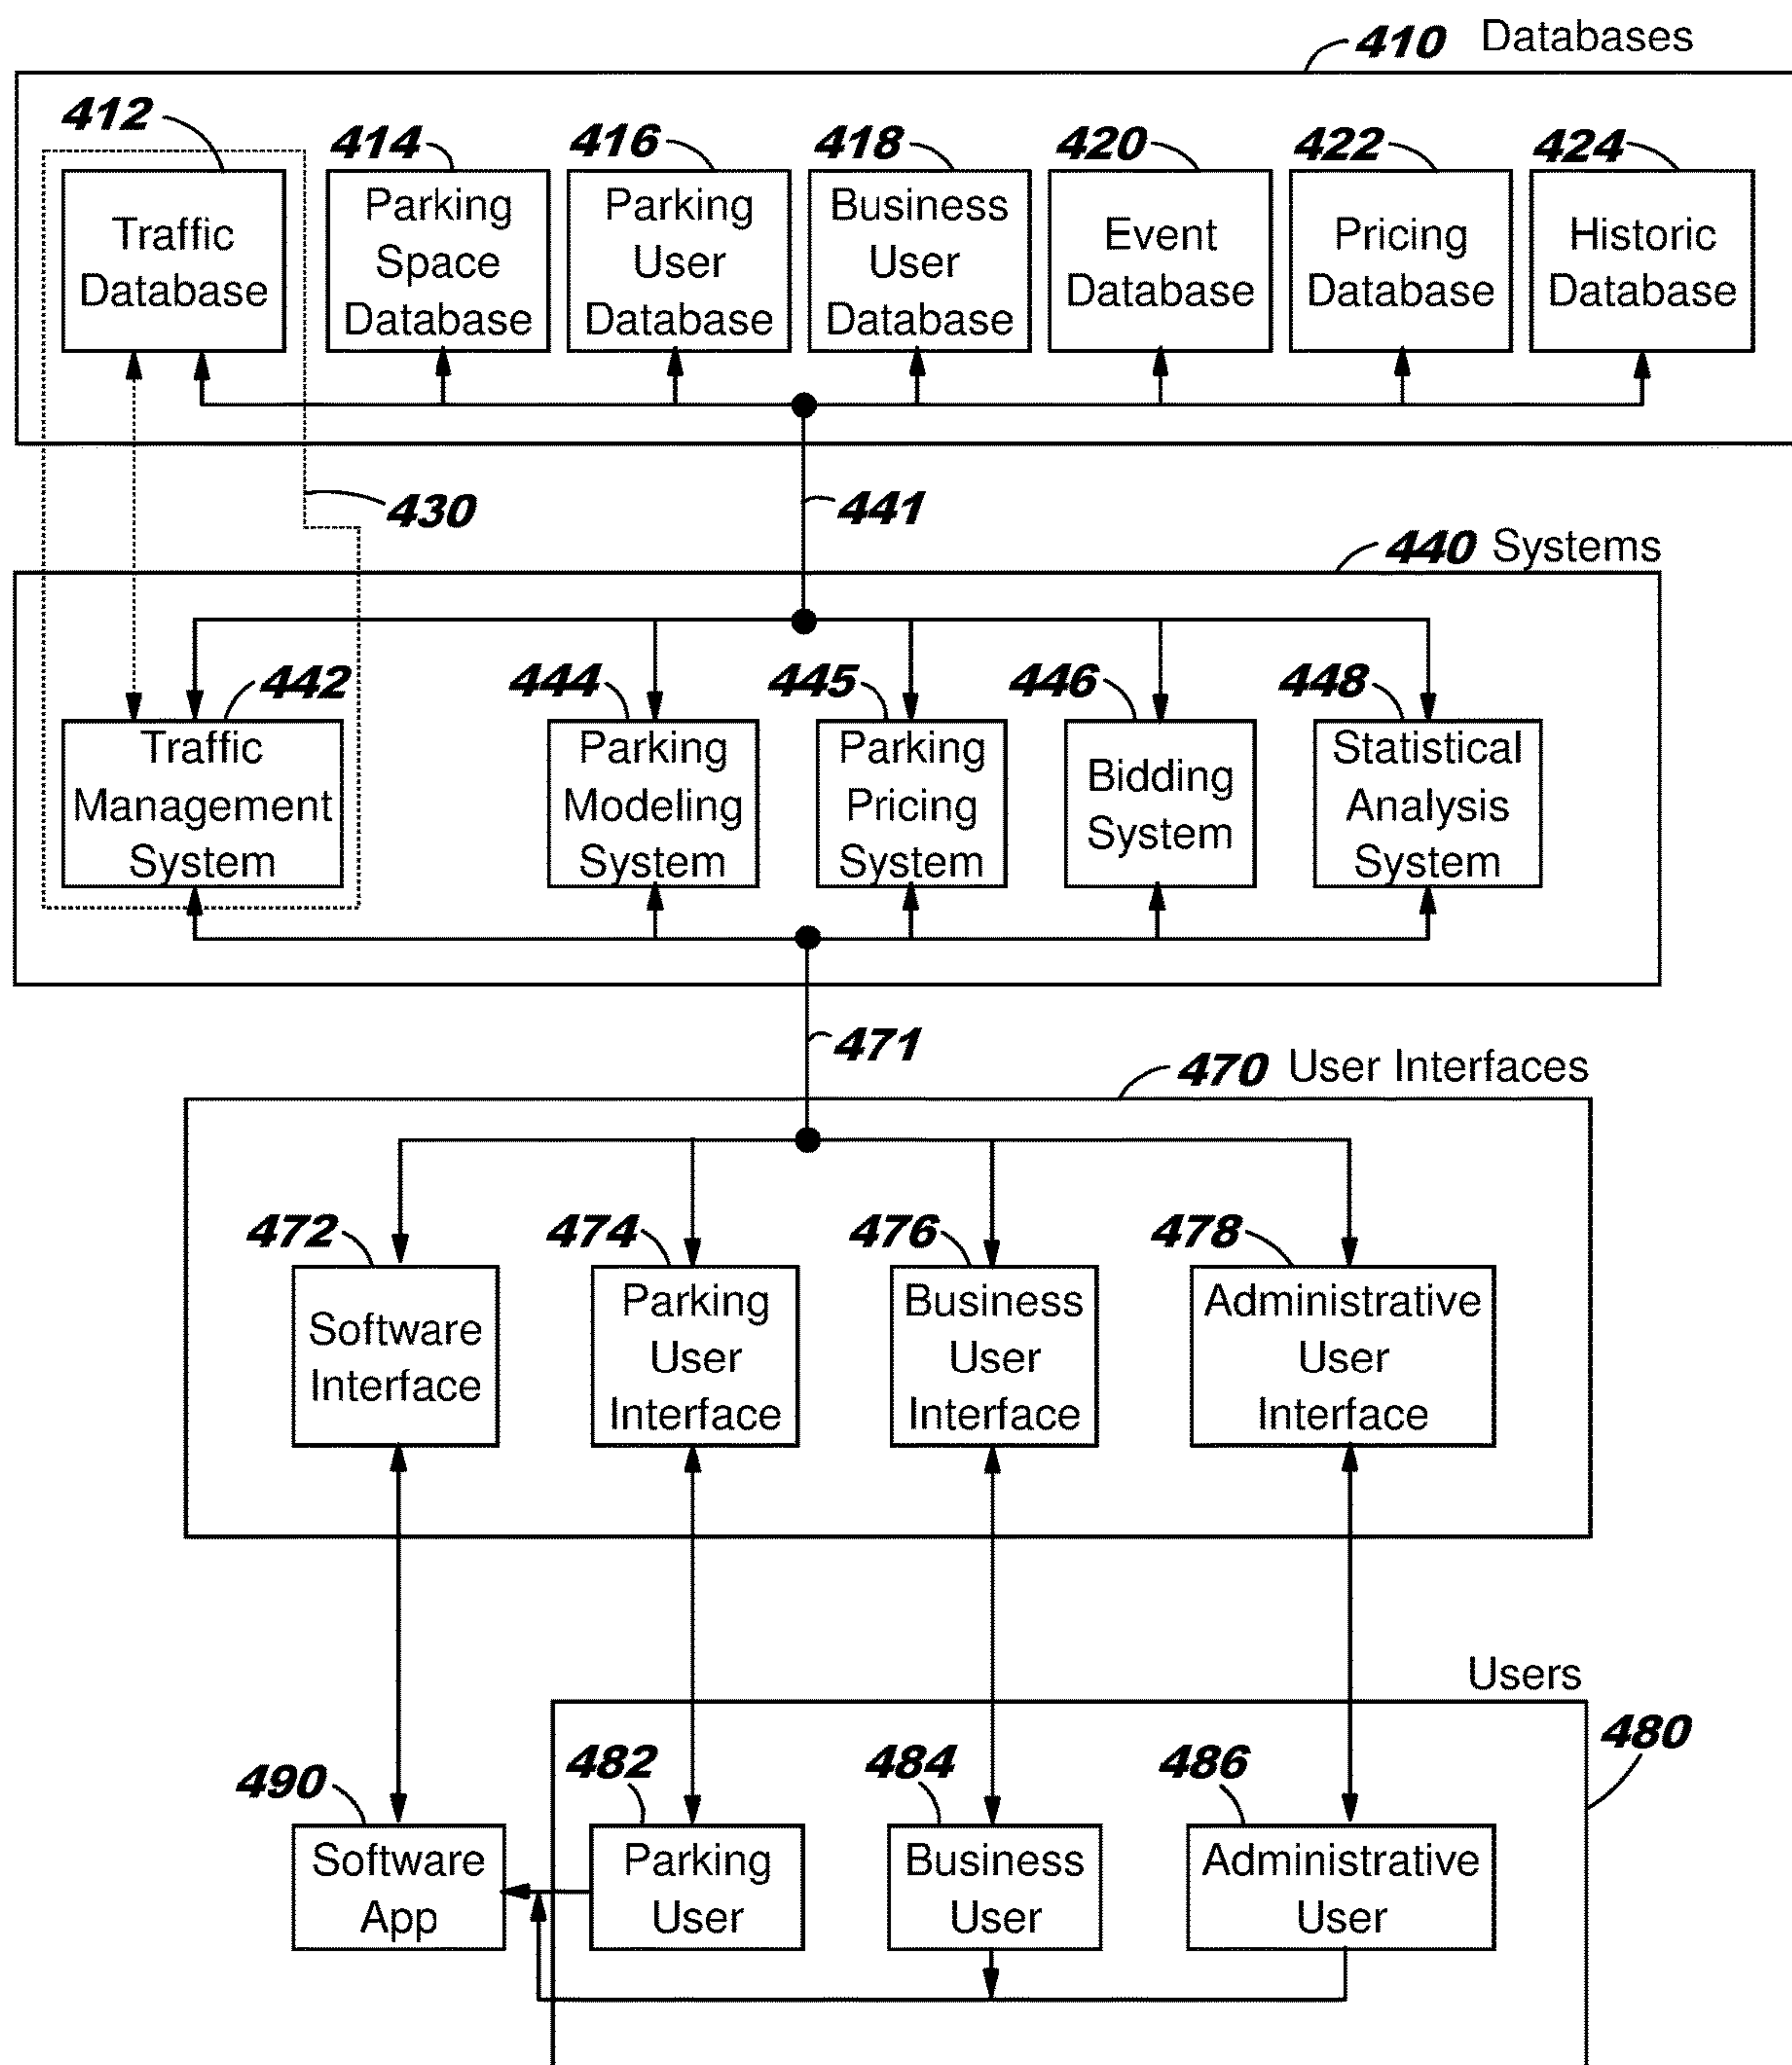 410 Databases
412
414
416
418
420
422
424
Traffic
Database
Parking
Space
Database
Parking
User
Database
Business
User
Database
Event
Database
Pricing
Database
Historic
Database
430
441
440 Systems
442
444
445
446
448
Traffic
Management
System
Parking
Modeling
System
Parking
Pricing
System
Bidding
System
Statistical
Analysis
System
471
470 User Interfaces
472
474
476
478
Software
Interface
Parking
User
Interface
Business
User
Interface
Administrative
User
Interface
Users
480
490
482
484
486
Software
App
Parking
User
Business
User
Administrative
User